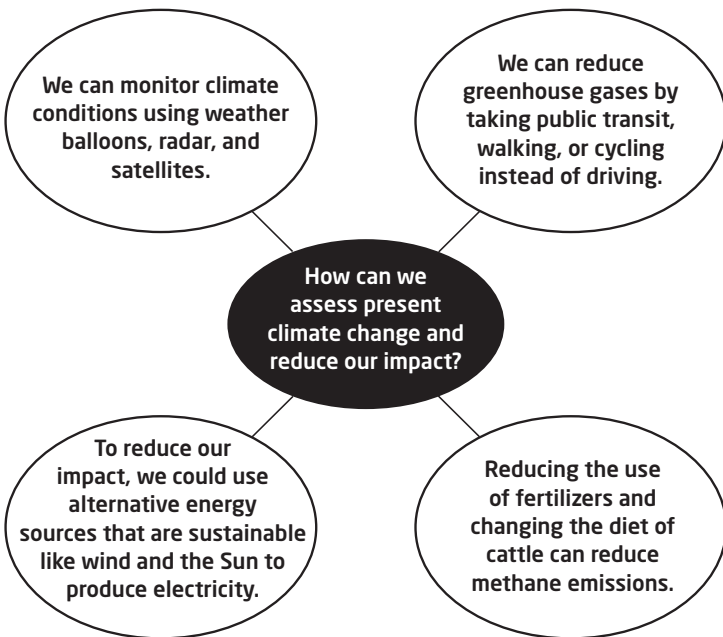 We can monitor climate
conditions using weather
balloons, radar, and
satellites.
We can reduce
greenhouse gases by
taking public transit,
walking, or cycling
instead of driving.
How can we
assess present
climate change and
reduce our impact?
To reduce our
impact, we could use
alternative energy
sources that are sustainable
like wind and the Sun to
produce electricity.
Reducing the use
of fertilizers and
changing the diet of
cattle can reduce
methane emissions.